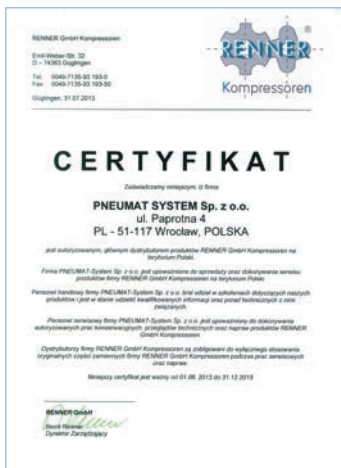 RENNER GmbH Kompressoren
Emil-Weber-Str. 32
D – 74363 Güglingen
Tel. 0049-7135-93 193-0
Fax 0049-7135-93 193-50
Güglingen, 31.07.2013
RENNER
®
Kompressoren
CERTYFIKAT
Zaświadczamy niniejszym, iż firma
PNEUMAT SYSTEM Sp. z o.o.
ul. Paprotna 4
PL - 51-117 Wrocław, POLSKA
jest autoryzowanym, głównym dystrybutorem produktów RENNER GmbH Kompressoren na
terytorium Polski.
Firma PNEUMAT-System Sp. z o.o. jest upoważniona do sprzedaży oraz dokonywania serwisu
produktów firmy RENNER GmbH Kompressoren na terytorium Polski.
Personel handlowy firmy PNEUMAT-System Sp. z o.o. brał udział w szkoleniach dotyczących naszych
produktów i jest w stanie udzielić kwalifikowanych informacji oraz porad technicznych z nimi
związanych.
Personel serwisowy firmy PNEUMAT-System Sp. z o.o. jest upoważniony do dokonywania
autoryzowanych prac konserwacyjnych, przeglądów technicznych oraz napraw produktów RENNER
GmbH Kompressoren.
Dystrybutorzy firmy RENNER GmbH Kompressoren są zobligowani do wyłącznego stosowania
oryginalnych części zamiennych firmy RENNER GmbH Kompressoren podczas prac serwisowych
oraz napraw.
Niniejszy certyfikat jest ważny od 01.08. 2013 do 31.12 2015
RENNER GmbH
Bernt Renner
Dyrektor Zarządzający